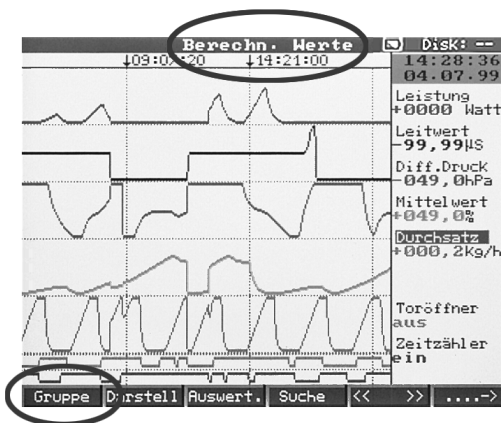 Berechn. Werte Disk: --
↓09:02:20 ↓14:21:00 14:28:36
04.07.99
Leistung
+0000 Watt
Leitwert
-99,99µS
Diff.Druck
-049,0hPa
Mittelwert
+049,0%
Durchsatz
+000,2kg/h
Toröffner
aus
Zeitzähler
ein
Gruppe Darstell Auswert. Suche << >> ....->